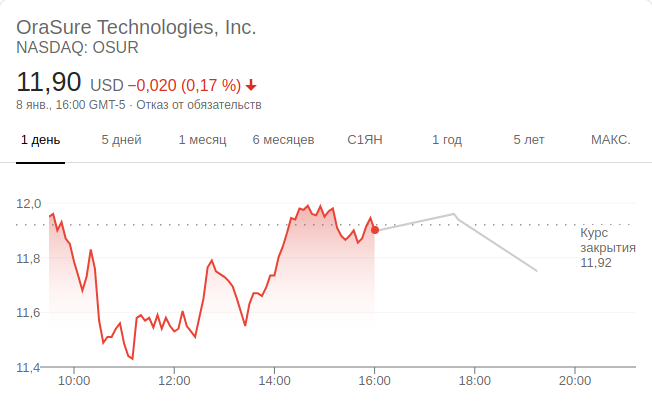 OraSure Technologies, Inc.
NASDAQ: OSUR
11,90 USD −0,020 (0,17 %)
8 янв., 16:00 GMT-5 · Отказ от обязательств
1 день 5 дней 1 месяц 6 месяцев С1ЯН 1 год 5 лет МАКС.
12,0
11,8
11,6
11,4
Курс
закрытия
11,92
10:00 12:00 14:00 16:00 18:00 20:00